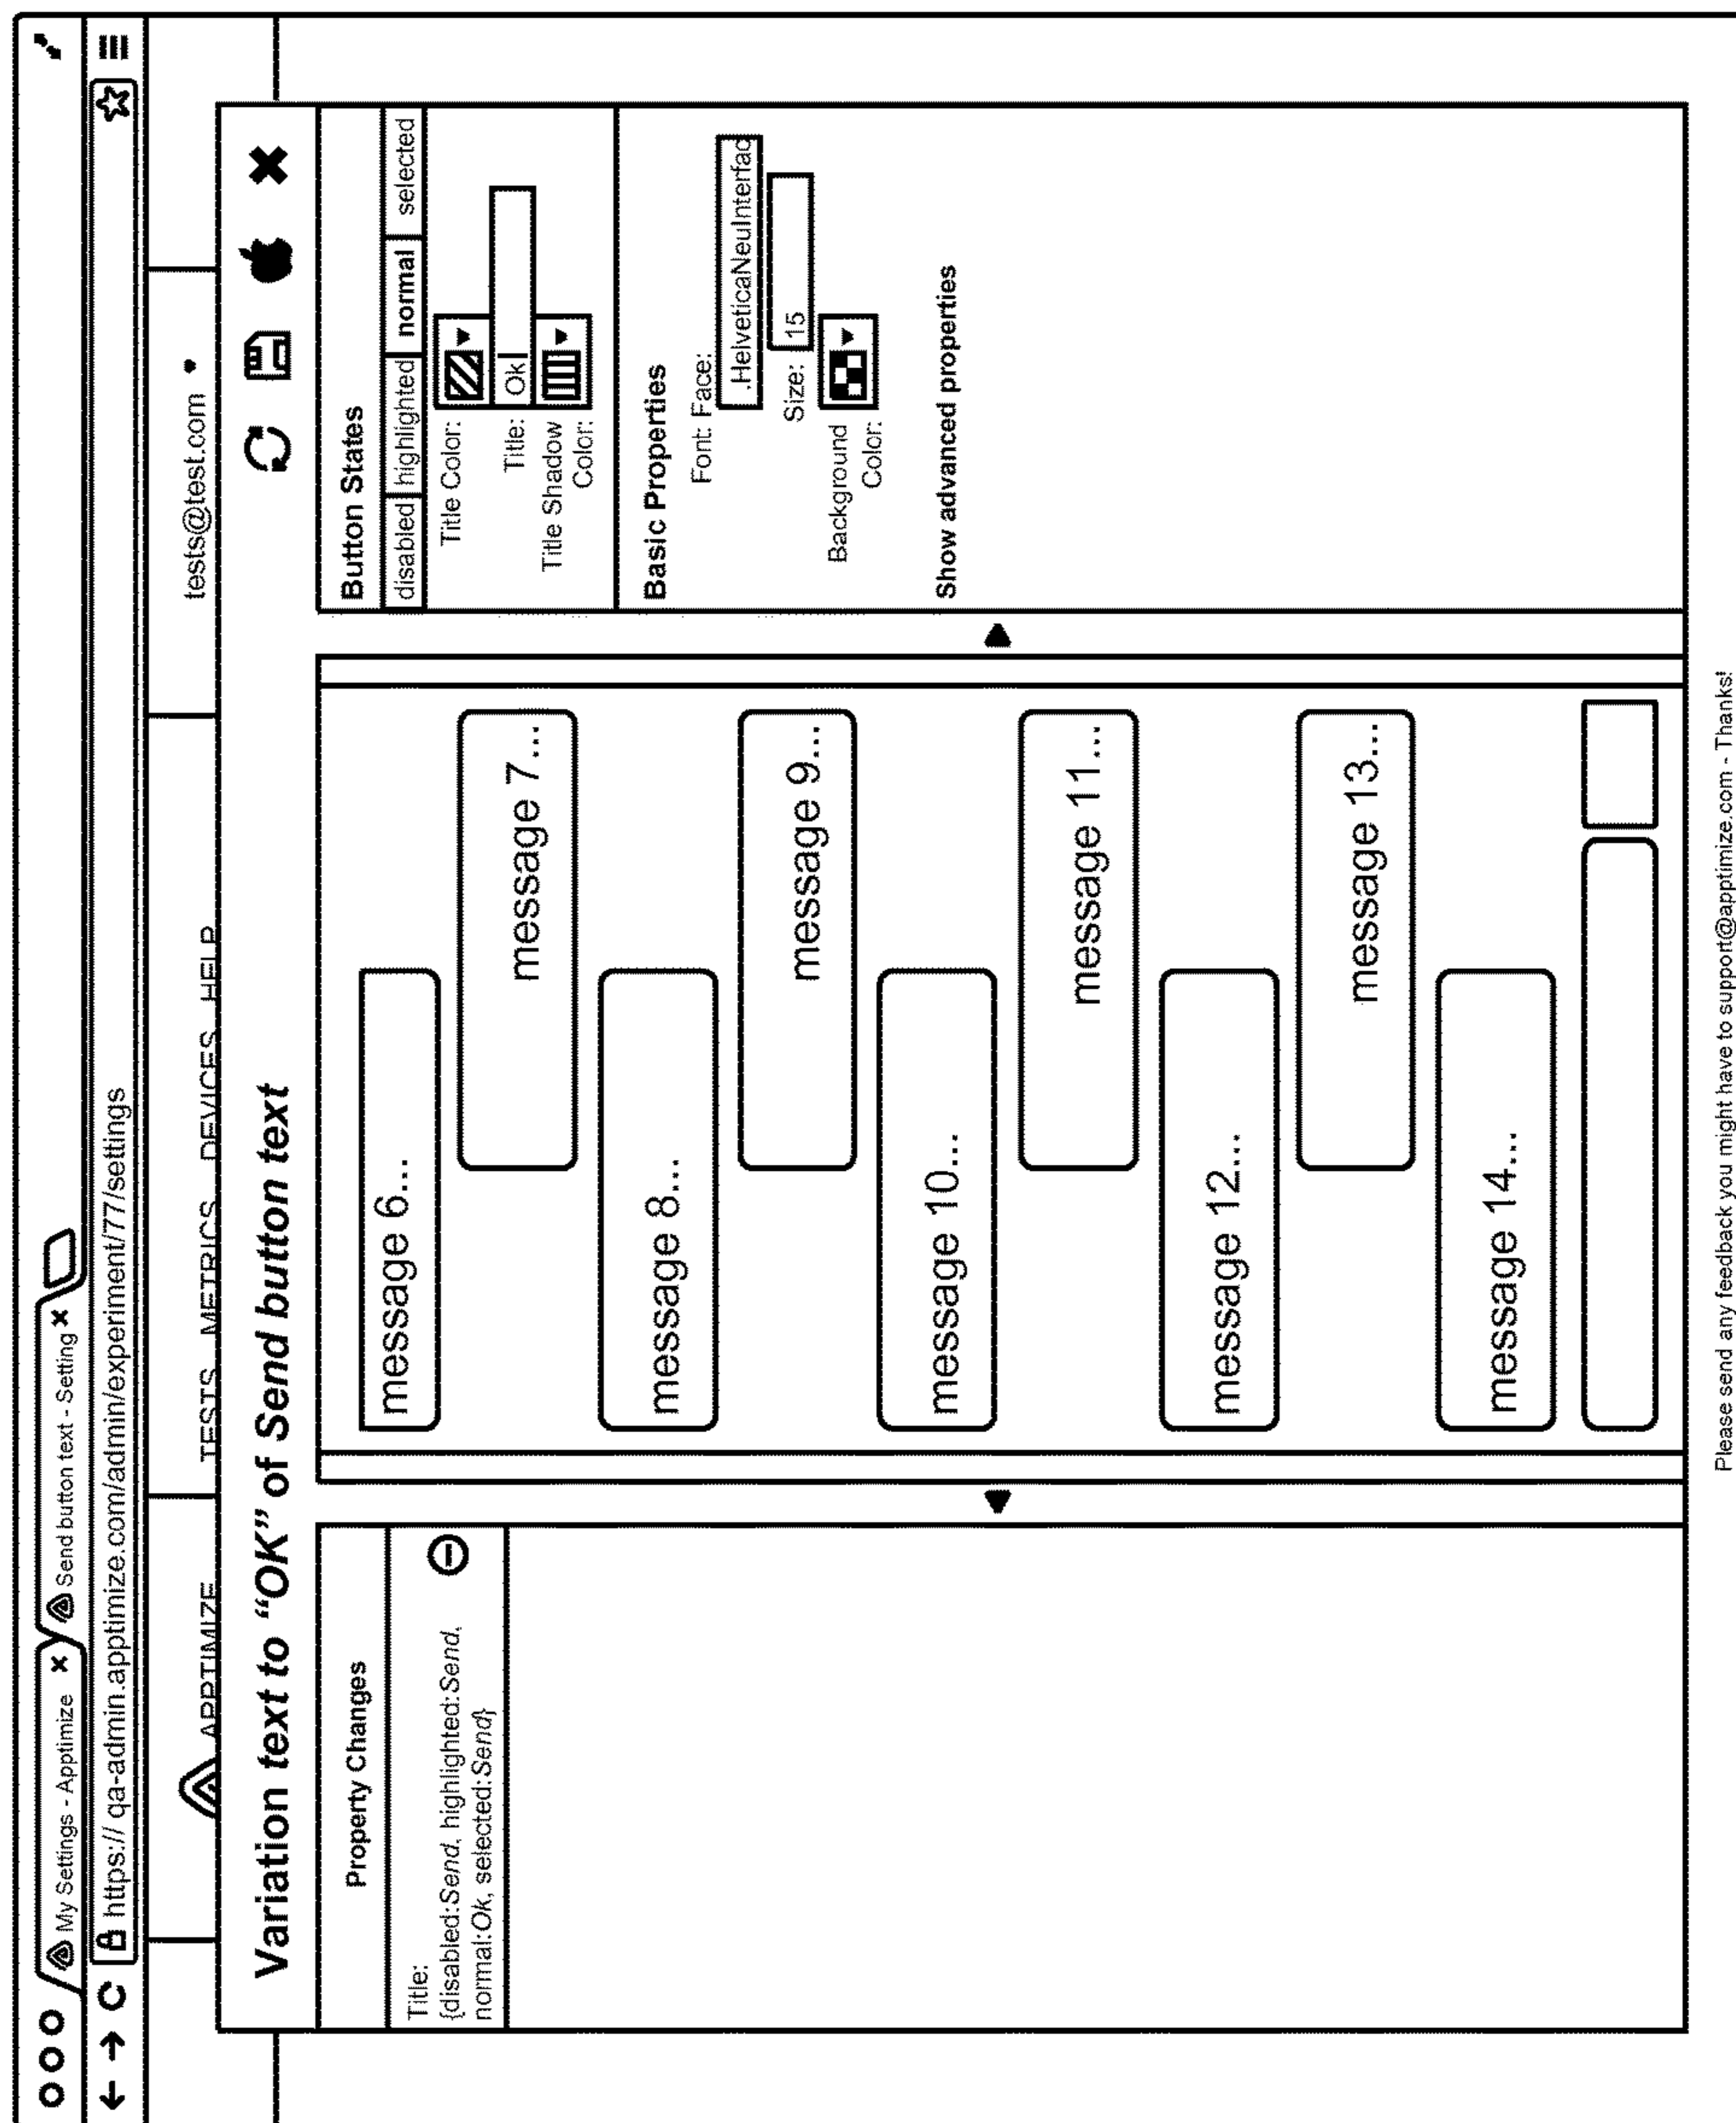 My Settings - Apptimize
Send button text - Setting
https:// qa-admin.apptimize.com/admin/experiment/77/settings
APPTIMIZE TESTS METRICS DEVICES HELP tests@test.com
Variation text to “OK” of Send button text
Property Changes
Title:
{disabled:Send, highlighted:Send,
normal:Ok, selected:Send}
message 6...
message 7...
message 8...
message 9...
message 10...
message 11...
message 12...
message 13...
message 14...
Button States
disabled highlighted normal selected
Title Color:
Title: Ok
Title Shadow
Color:
Basic Properties
Font: Face:
.HelveticaNeuInterfac
Size: 15
Background
Color:
Show advanced properties
Please send any feedback you might have to support@apptimize.com - Thanks!